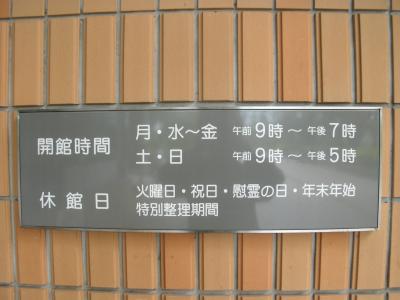 開館時間 月・水～金 午前9時～午後7時
土・日 午前9時～午後5時
休館日 火曜日・祝日・慰霊の日・年末年始
特別整理期間